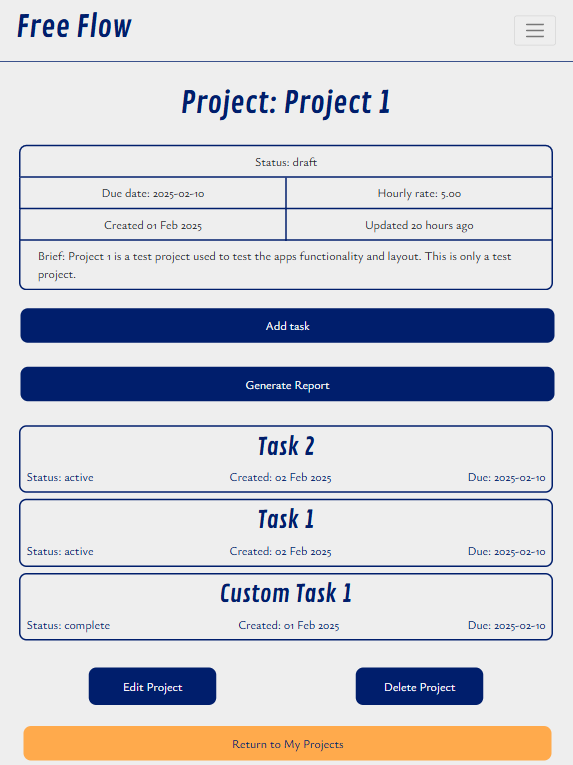 Free Flow
Project: Project 1
Status: draft
Due date: 2025-02-10
Hourly rate: 5.00
Created 01 Feb 2025
Updated 20 hours ago
Brief: Project 1 is a test project used to test the apps functionality and layout. This is only a test
project.
Add task
Generate Report
Task 2
Status: active
Created: 02 Feb 2025
Due: 2025-02-10
Task 1
Status: active
Created: 02 Feb 2025
Due: 2025-02-10
Custom Task 1
Status: complete
Created: 01 Feb 2025
Due: 2025-02-10
Edit Project
Delete Project
Return to My Projects